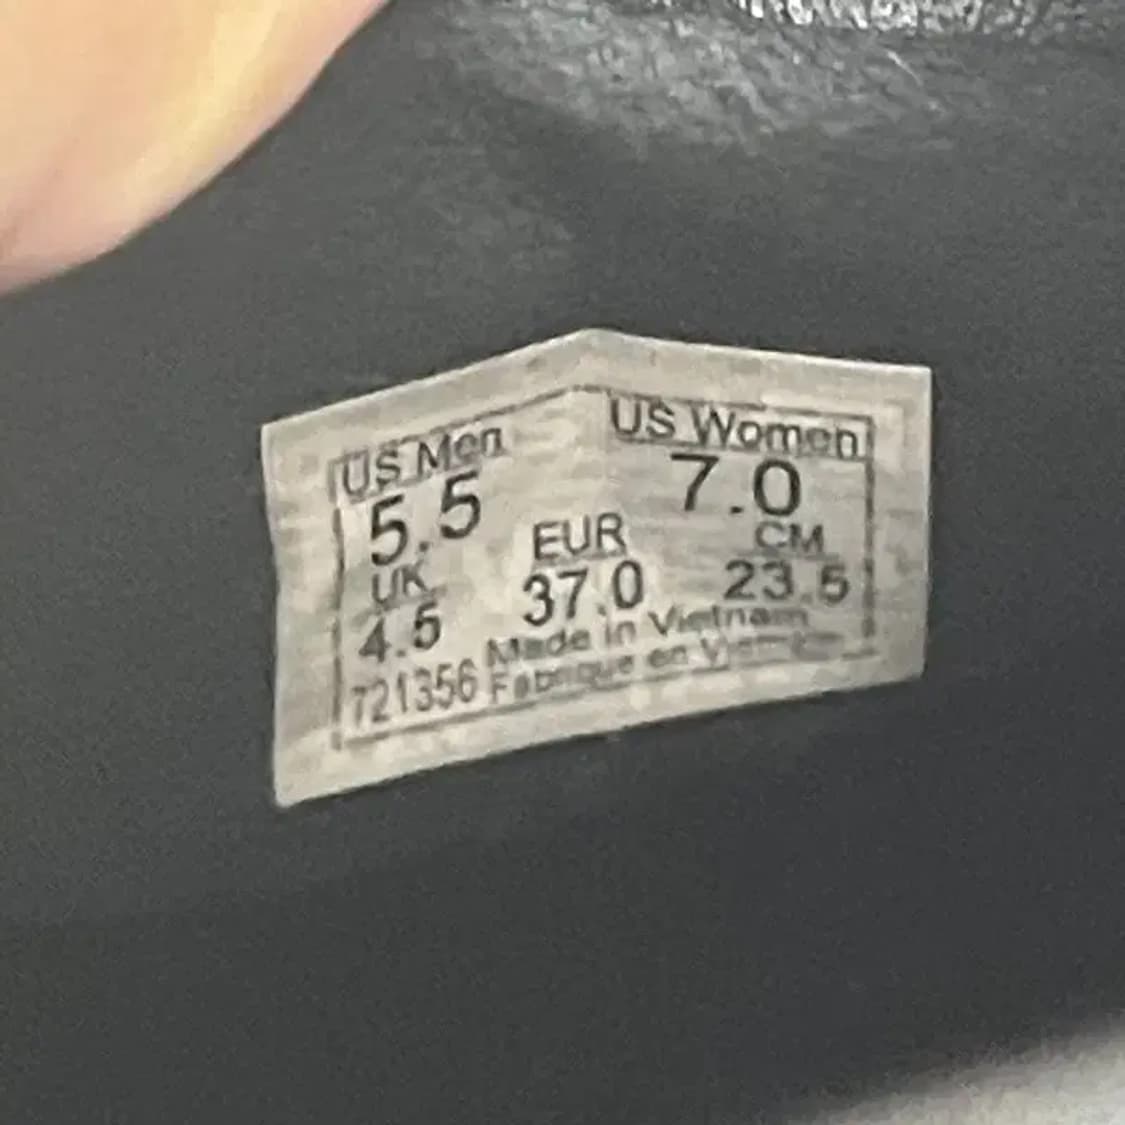 US Men US Women
5.5 7.0
UK EUR CM
4.5 37.0 23.5
Made in Vietnam
721356 Fabrique en Vietnam